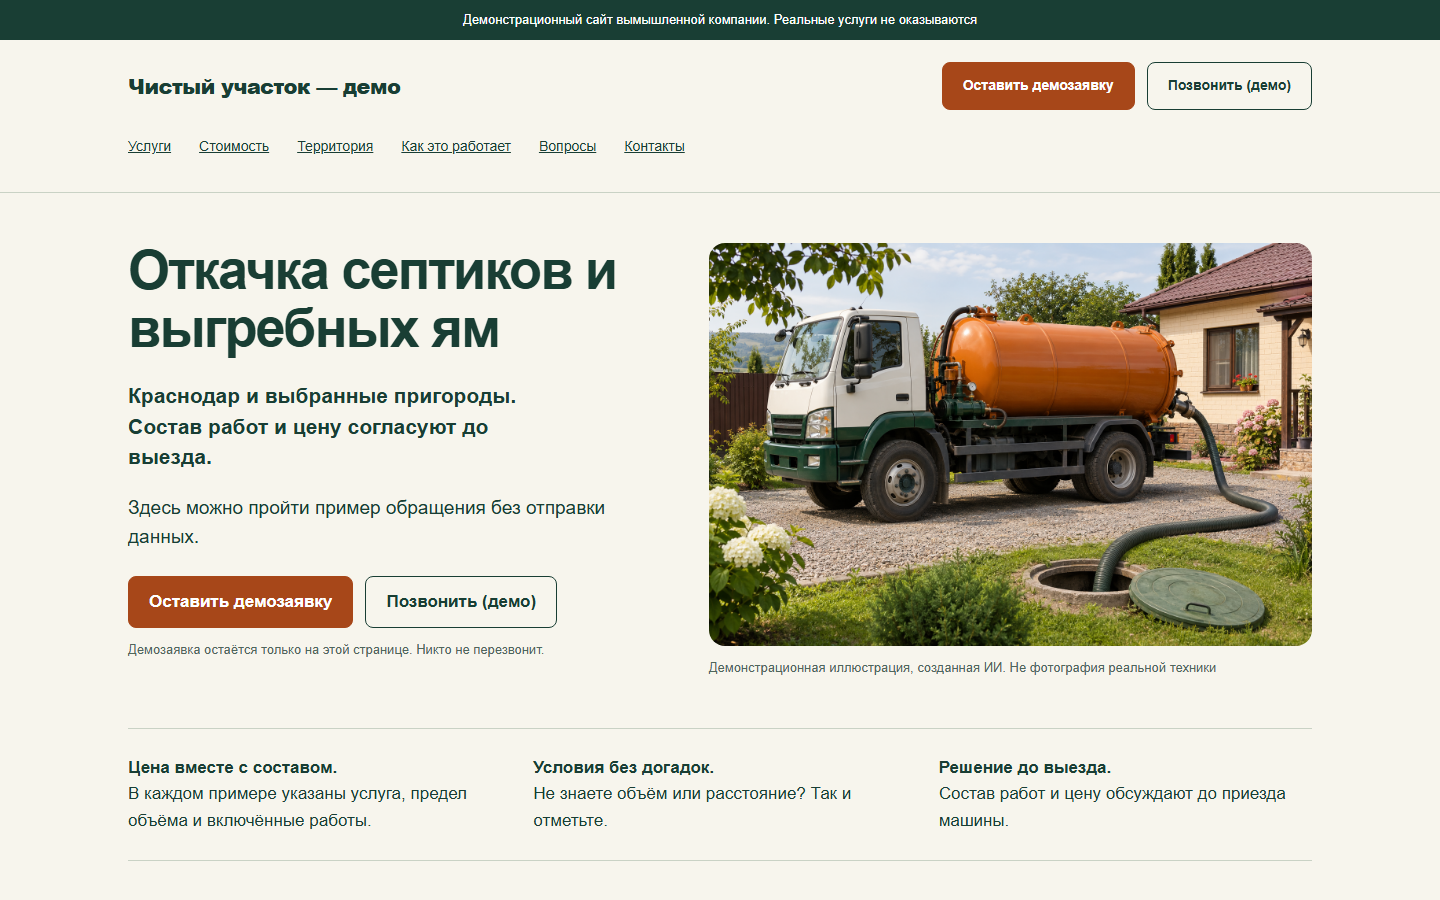 Демонстрационный сайт вымышленной компании. Реальные услуги не оказываются
Чистый участок — демо
Оставить демозаявку
Позвонить (демо)
Услуги Стоимость Территория Как это работает Вопросы Контакты
Откачка септиков и
выгребных ям
Краснодар и выбранные пригороды.
Состав работ и цену согласуют до
выезда.
Здесь можно пройти пример обращения без отправки
данных.
Оставить демозаявку
Позвонить (демо)
Демозаявка остаётся только на этой странице. Никто не перезвонит.
Демонстрационная иллюстрация, созданная ИИ. Не фотография реальной техники
Цена вместе с составом.
В каждом примере указаны услуга, предел
объёма и включённые работы.
Условия без догадок.
Не знаете объём или расстояние? Так и
отметьте.
Решение до выезда.
Состав работ и цену обсуждают до приезда
машины.